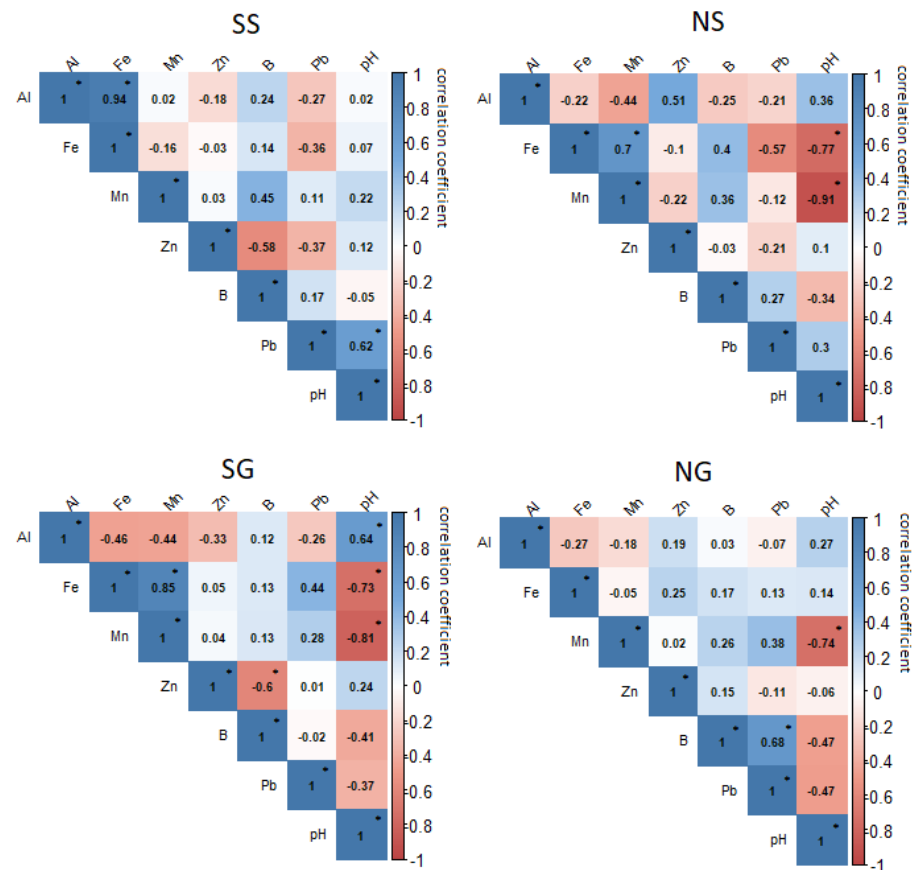 SS
Al Fe Mn Zn B Pb pH
Al 1* 0.94* 0.02 -0.18 0.24 -0.27 0.02
Fe 1* -0.16 -0.03 0.14 -0.36 0.07
Mn 1* 0.03 0.45 0.11 0.22
Zn 1* -0.58 -0.37 0.12
B 1* 0.17 -0.05
Pb 1* 0.62*
pH 1*
1
0.8
0.6
0.4
0.2
0
-0.2
-0.4
-0.6
-0.8
-1
correlation coefficient
NS
Al Fe Mn Zn B Pb pH
Al 1* -0.22 -0.44 0.51 -0.25 -0.21 0.36
Fe 1* 0.7* -0.1 0.4 -0.57 -0.77*
Mn 1* -0.22 0.36 -0.12 -0.91*
Zn 1* -0.03 -0.21 0.1
B 1* 0.27 -0.34
Pb 1* 0.3
pH 1*
1
0.8
0.6
0.4
0.2
0
-0.2
-0.4
-0.6
-0.8
-1
correlation coefficient
SG
Al Fe Mn Zn B Pb pH
Al 1* -0.46 -0.44 -0.33 0.12 -0.26 0.64*
Fe 1* 0.85* 0.05 0.13 0.44 -0.73*
Mn 1* 0.04 0.13 0.28 -0.81*
Zn 1* -0.6* 0.01 0.24
B 1* -0.02 -0.41
Pb 1* -0.37
pH 1*
1
0.8
0.6
0.4
0.2
0
-0.2
-0.4
-0.6
-0.8
-1
correlation coefficient
NG
Al Fe Mn Zn B Pb pH
Al 1* -0.27 -0.18 0.19 0.03 -0.07 0.27
Fe 1* -0.05 0.25 0.17 0.13 0.14
Mn 1* 0.02 0.26 0.38 -0.74*
Zn 1* 0.15 -0.11 -0.06
B 1* 0.68* -0.47
Pb 1* -0.47
pH 1*
1
0.8
0.6
0.4
0.2
0
-0.2
-0.4
-0.6
-0.8
-1
correlation coefficient